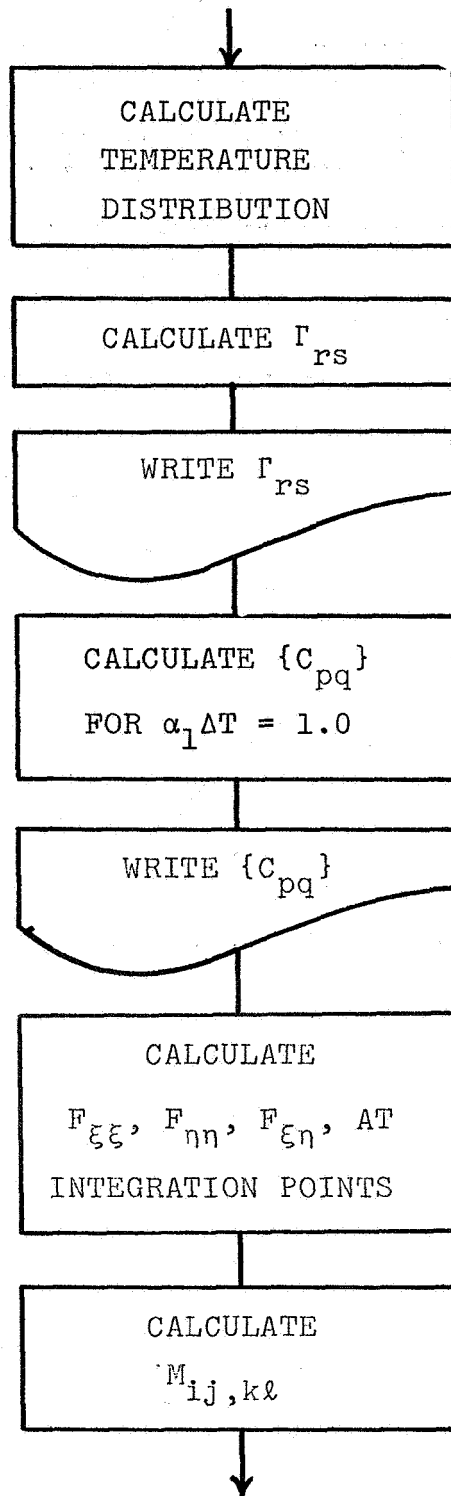 CALCULATE
TEMPERATURE
DISTRIBUTION
CALCULATE Γrs
WRITE Γrs
CALCULATE {Cpq}
FOR α1ΔT = 1.0
WRITE {Cpq}
CALCULATE
Fξξ, Fηη, Fξη, AT
INTEGRATION POINTS
CALCULATE
Mij,kℓ